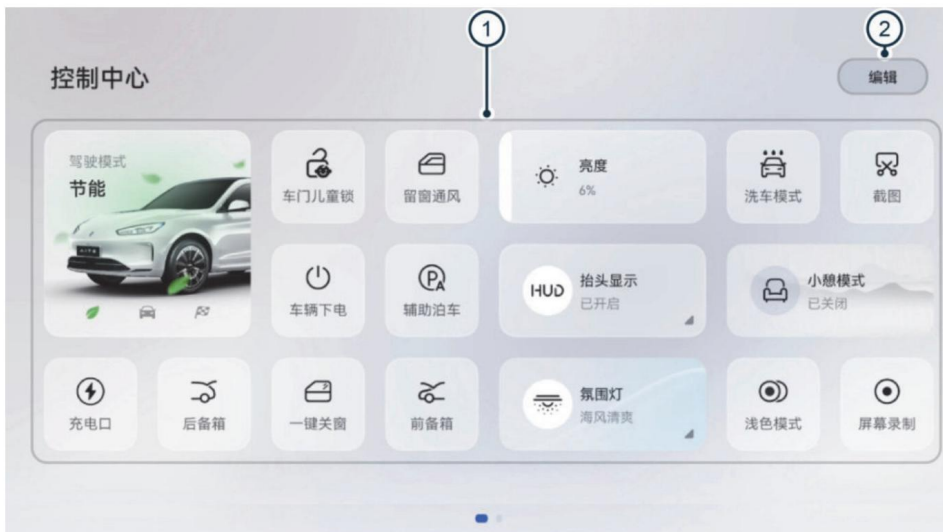 1
2
控制中心
编辑
驾驶模式
节能
车门儿童锁
留窗通风
亮度
6%
洗车模式
截图
车辆下电
辅助泊车
HUD
抬头显示
已开启
小憩模式
已关闭
充电口
后备箱
一键关窗
前备箱
氛围灯
海风清爽
浅色模式
屏幕录制